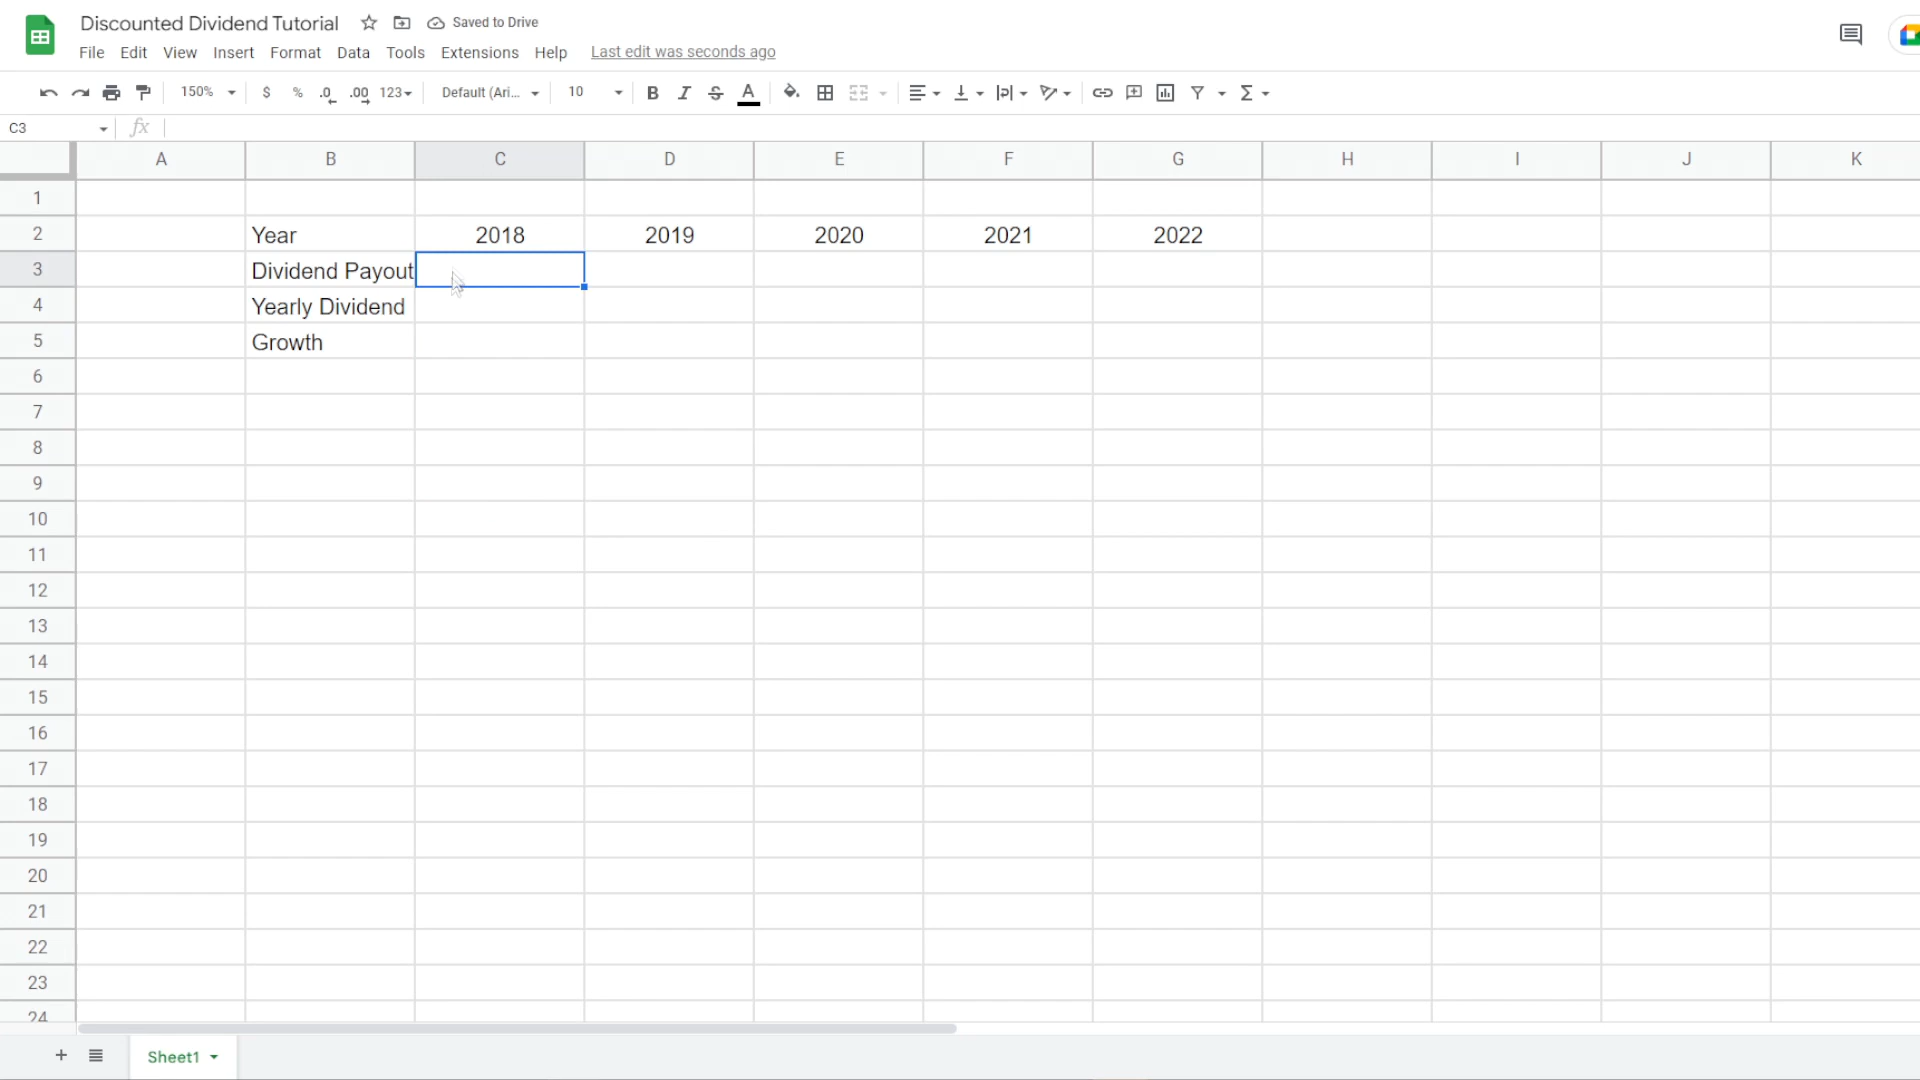 Discounted Dividend Tutorial Saved to Drive
File Edit View Insert Format Data Tools Extensions Help Last edit was seconds ago
150% $ % .0 .00 123 Default (Ari... 10 B I S A
C3 fx
A B C D E F G H I J K
1
2 Year 2018 2019 2020 2021 2022
3 Dividend Payout
4 Yearly Dividend
5 Growth
6
7
8
9
10
11
12
13
14
15
16
17
18
19
20
21
22
23
24
+ Sheet1